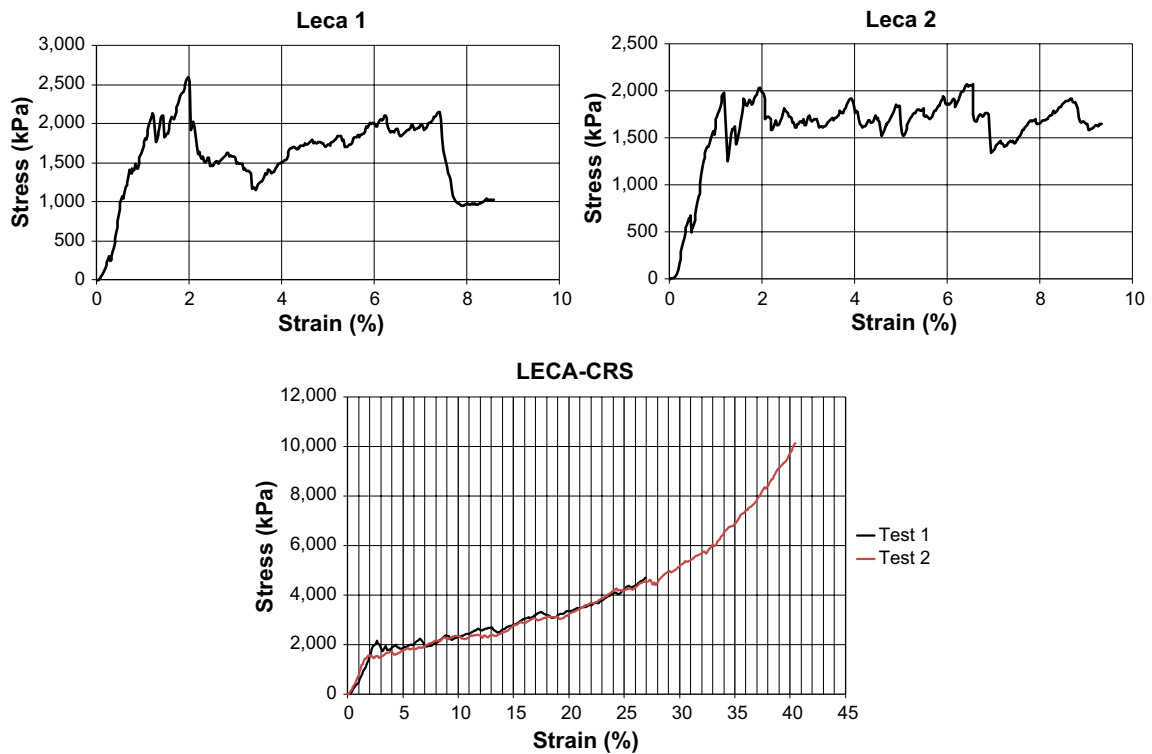 Leca 1
3,000
2,500
2,000
1,500
1,000
500
0
Stress (kPa)
0 2 4 6 8 10
Strain (%)
Leca 2
2,500
2,000
1,500
1,000
500
0
Stress (kPa)
0 2 4 6 8 10
Strain (%)
LECA-CRS
12,000
10,000
8,000
6,000
4,000
2,000
0
Stress (kPa)
0 5 10 15 20 25 30 35 40 45
Strain (%)
Test 1
Test 2